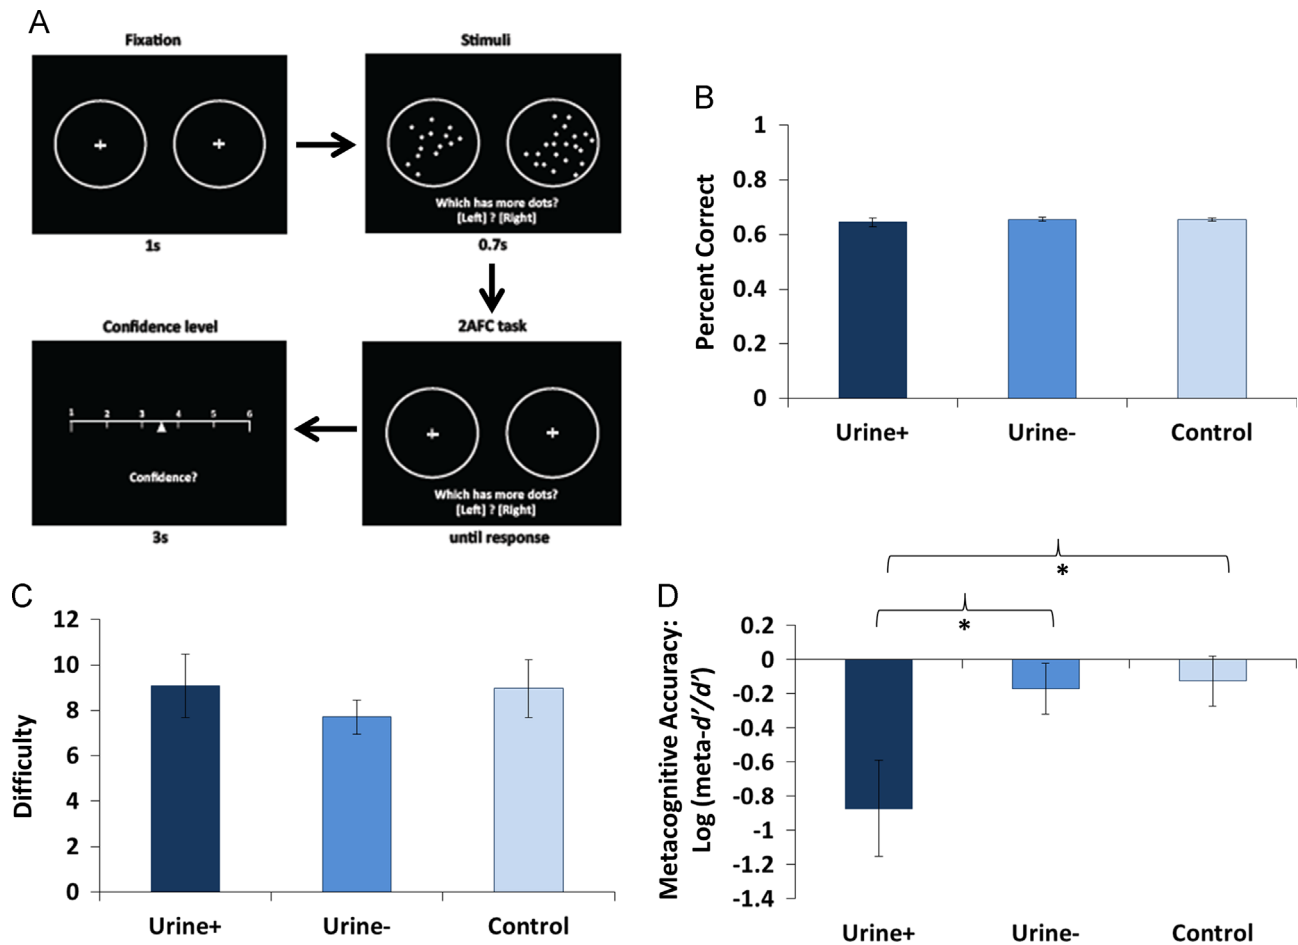 A
Fixation
Stimuli
Which has more dots?
[Left] ? [Right]
1s
0.7s
Confidence level
2AFC task
1 2 3 4 5 6
Confidence?
Which has more dots?
[Left] ? [Right]
3s
until response
B
Percent Correct
1
0.8
0.6
0.4
0.2
0
Urine+ Urine- Control
C
Difficulty
12
10
8
6
4
2
0
Urine+ Urine- Control
D
*
*
Metacognitive Accuracy:
Log (meta-d'/d')
0.2
0
-0.2
-0.4
-0.6
-0.8
-1
-1.2
-1.4
Urine+ Urine- Control